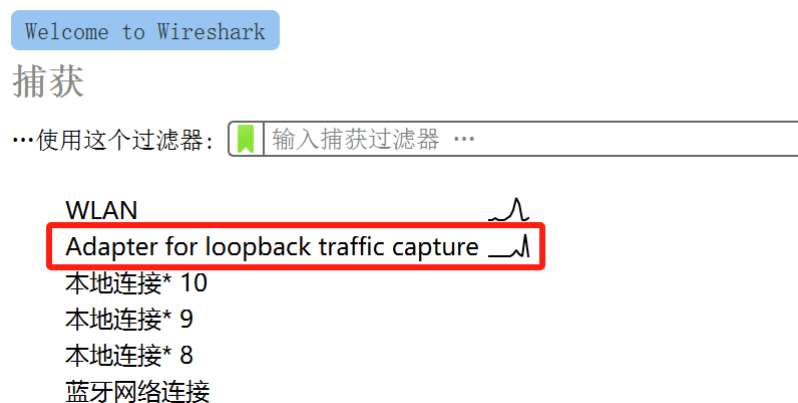 Welcome to Wireshark
捕获
…使用这个过滤器: 输入捕获过滤器 …
WLAN
Adapter for loopback traffic capture
本地连接* 10
本地连接* 9
本地连接* 8
蓝牙网络连接